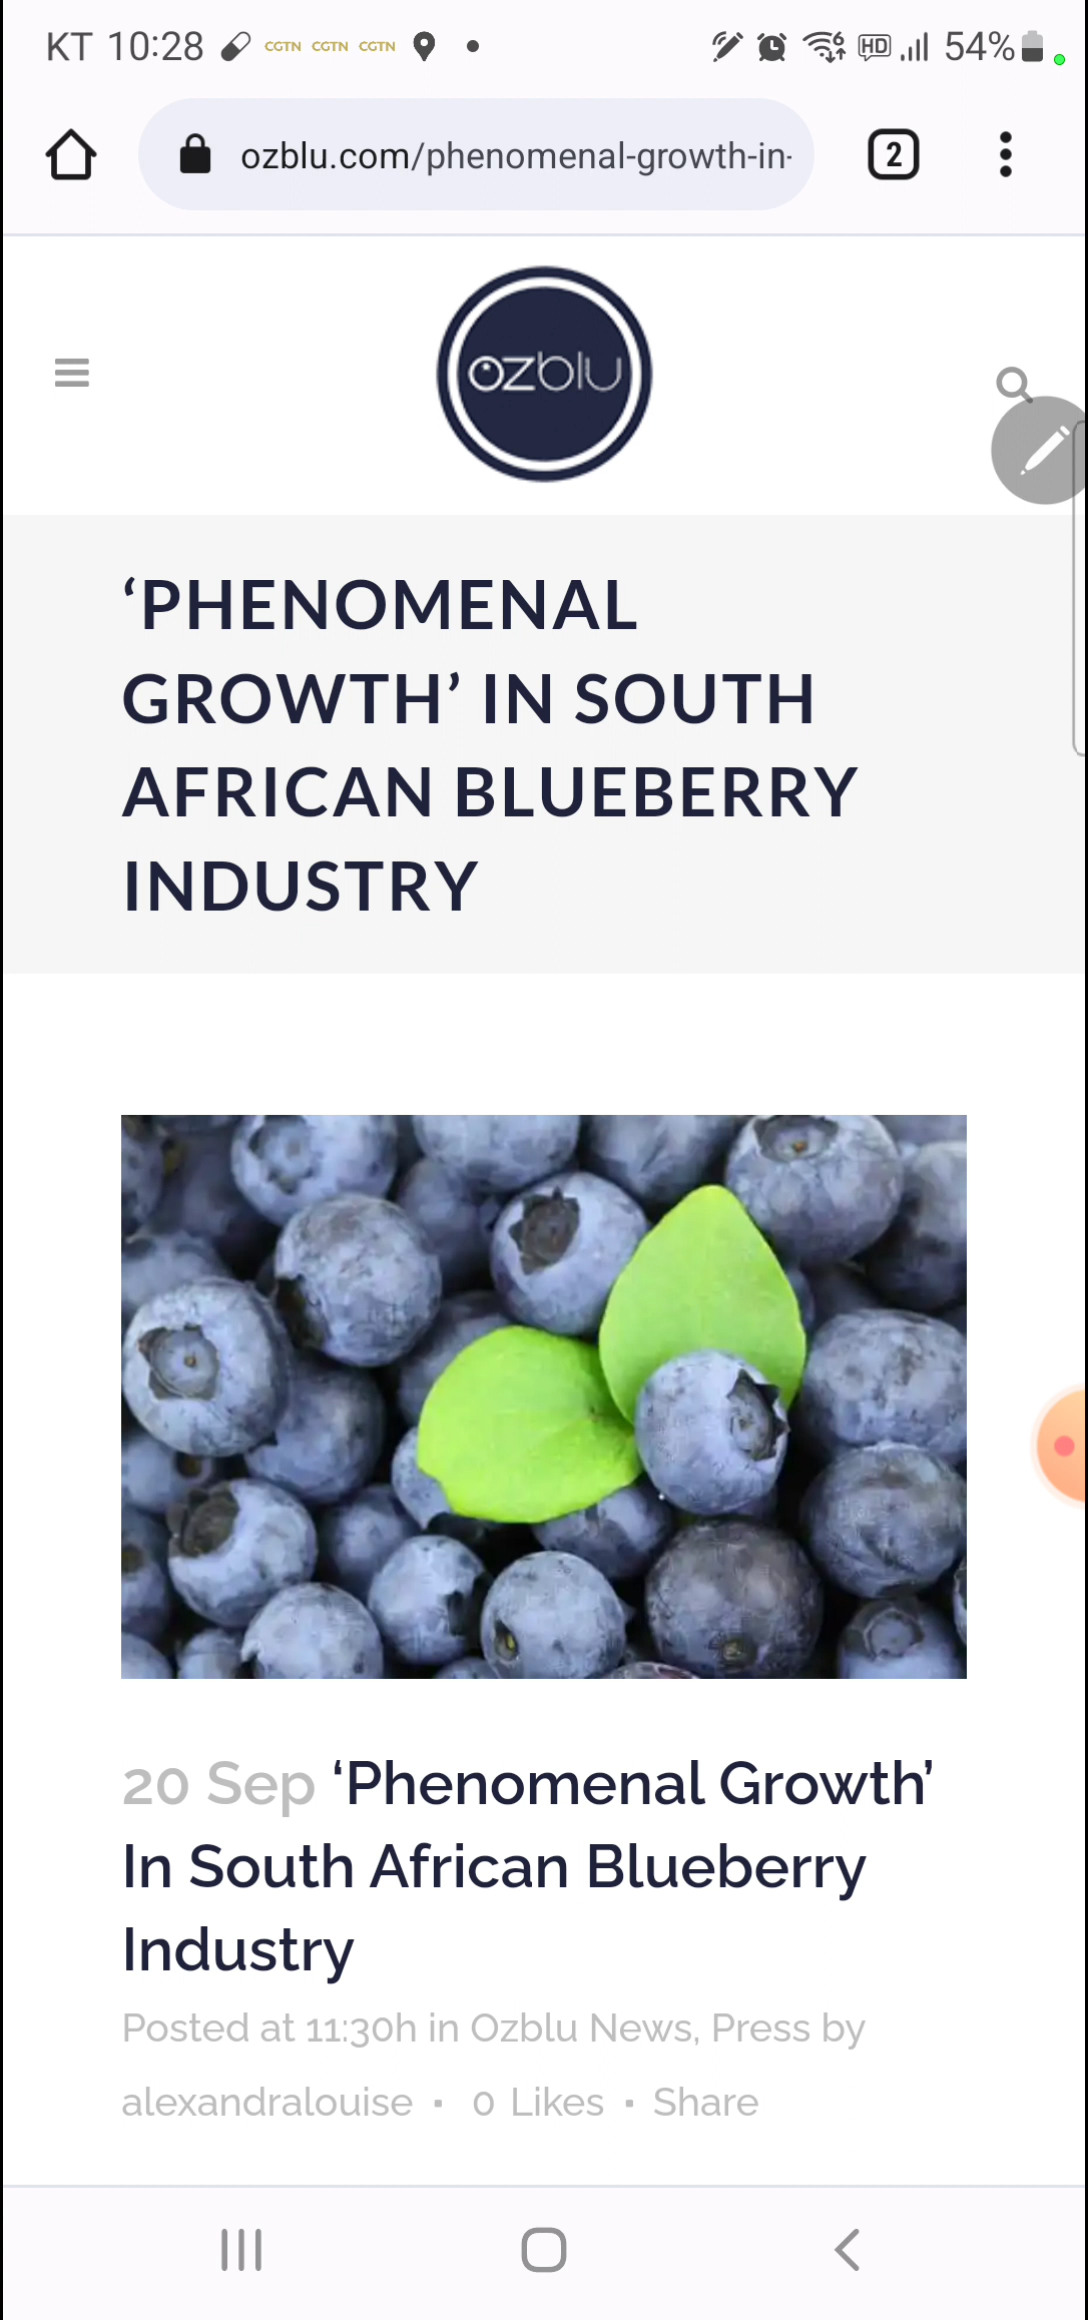 KT 10:28 CGTN CGTN CGTN 6 HD 54%
ozblu.com/phenomenal-growth-in-
2
ozblu
‘PHENOMENAL
GROWTH’ IN SOUTH
AFRICAN BLUEBERRY
INDUSTRY
20 Sep ‘Phenomenal Growth’
In South African Blueberry
Industry
Posted at 11:30h in Ozblu News, Press by
alexandralouise · 0 Likes · Share